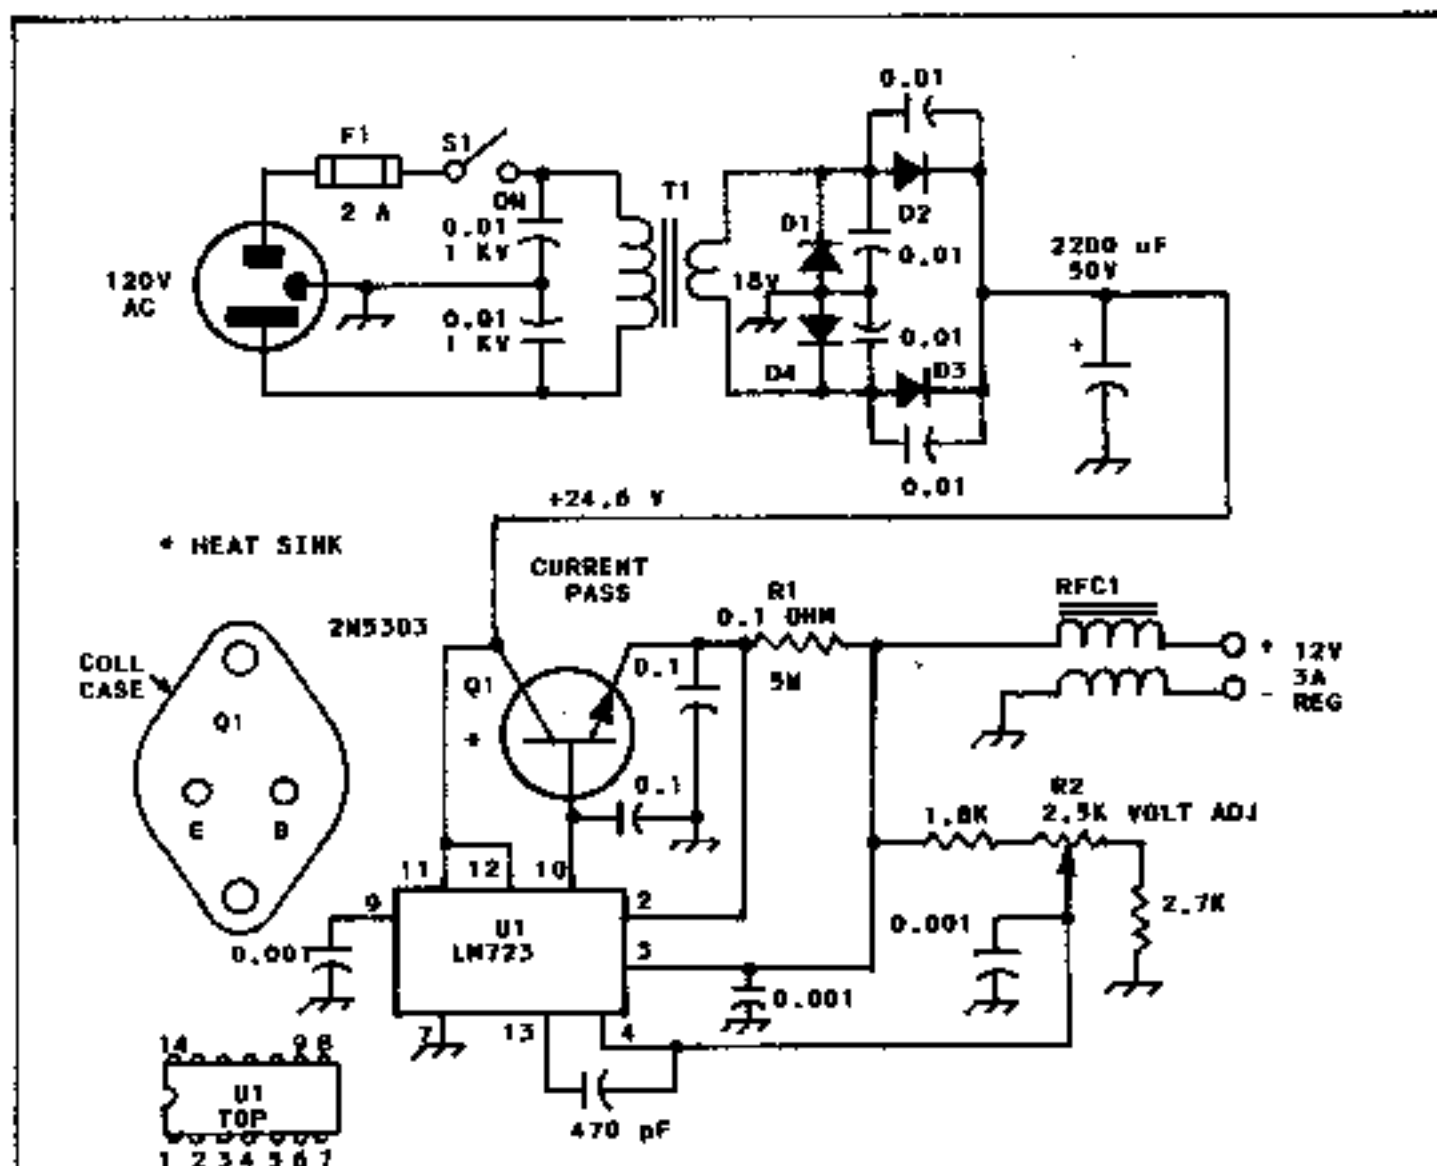 0.01
F1
S1
ON
2 A
T1
0.01
1 KV
D1
D2
0.01
2200 uF
50V
120V
AC
18V
0.01
1 KV
0.01
+
D4
D3
0.01
+24.6 V
* HEAT SINK
CURRENT
PASS
R1
0.1 OHM
RFC1
2N5303
COLL
CASE
Q1
*
0.1
5W
+ 12V
3A
- REG
Q1
0.1
E
B
R2
1.8K
2.5K VOLT ADJ
11
12
10
9
2
2.7K
U1
LM723
0.001
3
0.001
0.001
7
13
4
14
9 8
U1
TOP
470 pF
1 2 3 4 5 6 7